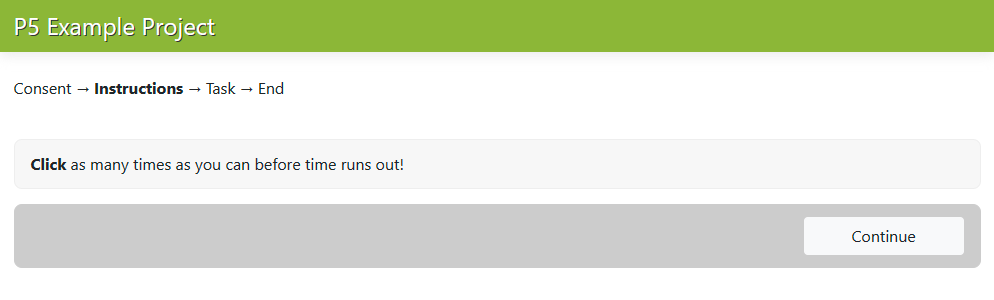 P5 Example Project
Consent → Instructions → Task → End
Click as many times as you can before time runs out!
Continue